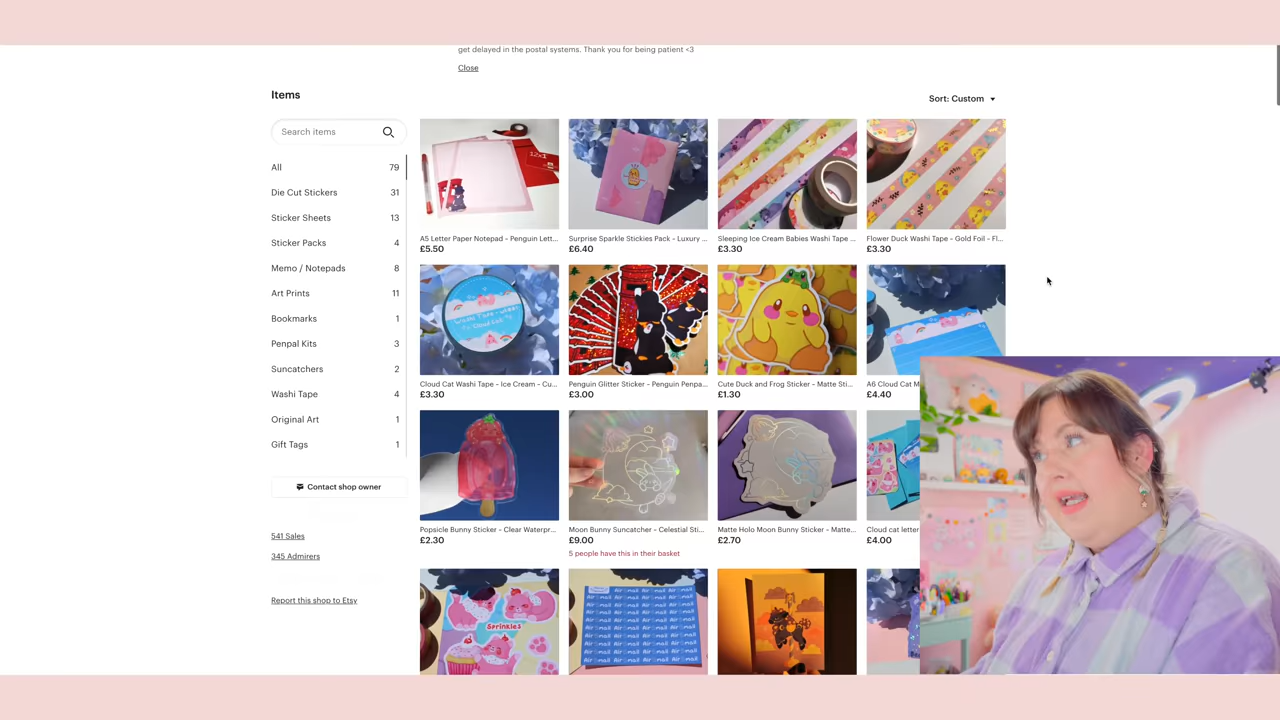 get delayed in the postal systems. Thank you for being patient <3
Close
Items
Sort: Custom
Search items
All 79
Die Cut Stickers 31
Sticker Sheets 13
Sticker Packs 4
Memo / Notepads 8
Art Prints 11
Bookmarks 1
Penpal Kits 3
Suncatchers 2
Washi Tape 4
Original Art 1
Gift Tags 1
Contact shop owner
541 Sales
345 Admirers
Report this shop to Etsy
12x1
A5 Letter Paper Notepad - Penguin Lett...
£5.50
Surprise Sparkle Stickies Pack - Luxury ...
£6.40
Sleeping Ice Cream Babies Washi Tape ...
£3.30
Flower Duck Washi Tape - Gold Foil - Fl...
£3.30
Cloud Cat Washi Tape - Ice Cream - Cu...
£3.30
Penguin Glitter Sticker - Penguin Penpa...
£3.00
Cute Duck and Frog Sticker - Matte Sti...
£1.30
A6 Cloud Cat M
£4.40
Popsicle Bunny Sticker - Clear Waterpr...
£2.30
Moon Bunny Suncatcher - Celestial Sti...
£9.00
5 people have this in their basket
Matte Holo Moon Bunny Sticker - Matte...
£2.70
Cloud cat letter
£4.00
Sprinkles
Air mail Air mail Air mail